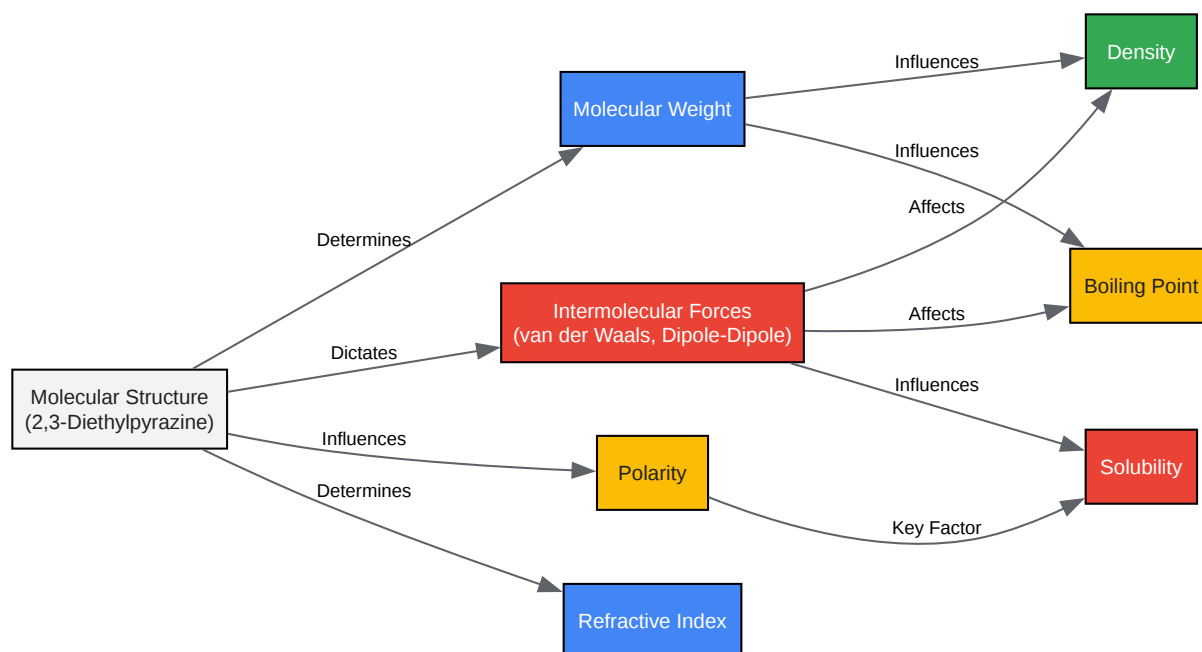 Density
Influences
Molecular Weight
Influences
Affects
Determines
Boiling Point
Intermolecular Forces
(van der Waals, Dipole-Dipole)
Affects
Dictates
Influences
Molecular Structure
(2,3-Diethylpyrazine)
Influences
Polarity
Solubility
Determines
Key Factor
Refractive Index